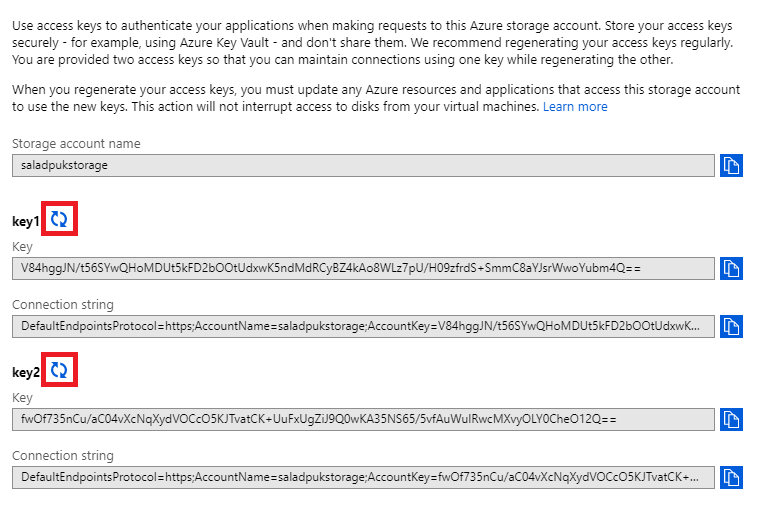 Use access keys to authenticate your applications when making requests to this Azure storage account. Store your access keys
securely - for example, using Azure Key Vault - and don't share them. We recommend regenerating your access keys regularly.
You are provided two access keys so that you can maintain connections using one key while regenerating the other.
When you regenerate your access keys, you must update any Azure resources and applications that access this storage account
to use the new keys. This action will not interrupt access to disks from your virtual machines. Learn more
Storage account name
saladpukstorage
key1
Key
V84hggJN/t56SYwQHoMDUt5kFD2bOOtUdxwK5ndMdRCyBZ4kAo8WLz7pU/H09zfrdS+SmmC8aYJsrWwoYubm4Q==
Connection string
DefaultEndpointsProtocol=https;AccountName=saladpukstorage;AccountKey=V84hggJN/t56SYwQHoMDUt5kFD2bOOtUdxwK...
key2
Key
fwOf735nCu/aC04vXcNqXydVOCcO5KJTvatCK+UuFxUgZiJ9Q0wKA35NS65/5vfAuWuIRwcMXvyOLY0CheO12Q==
Connection string
DefaultEndpointsProtocol=https;AccountName=saladpukstorage;AccountKey=fwOf735nCu/aC04vXcNqXydVOCcO5KJTvatCK+...